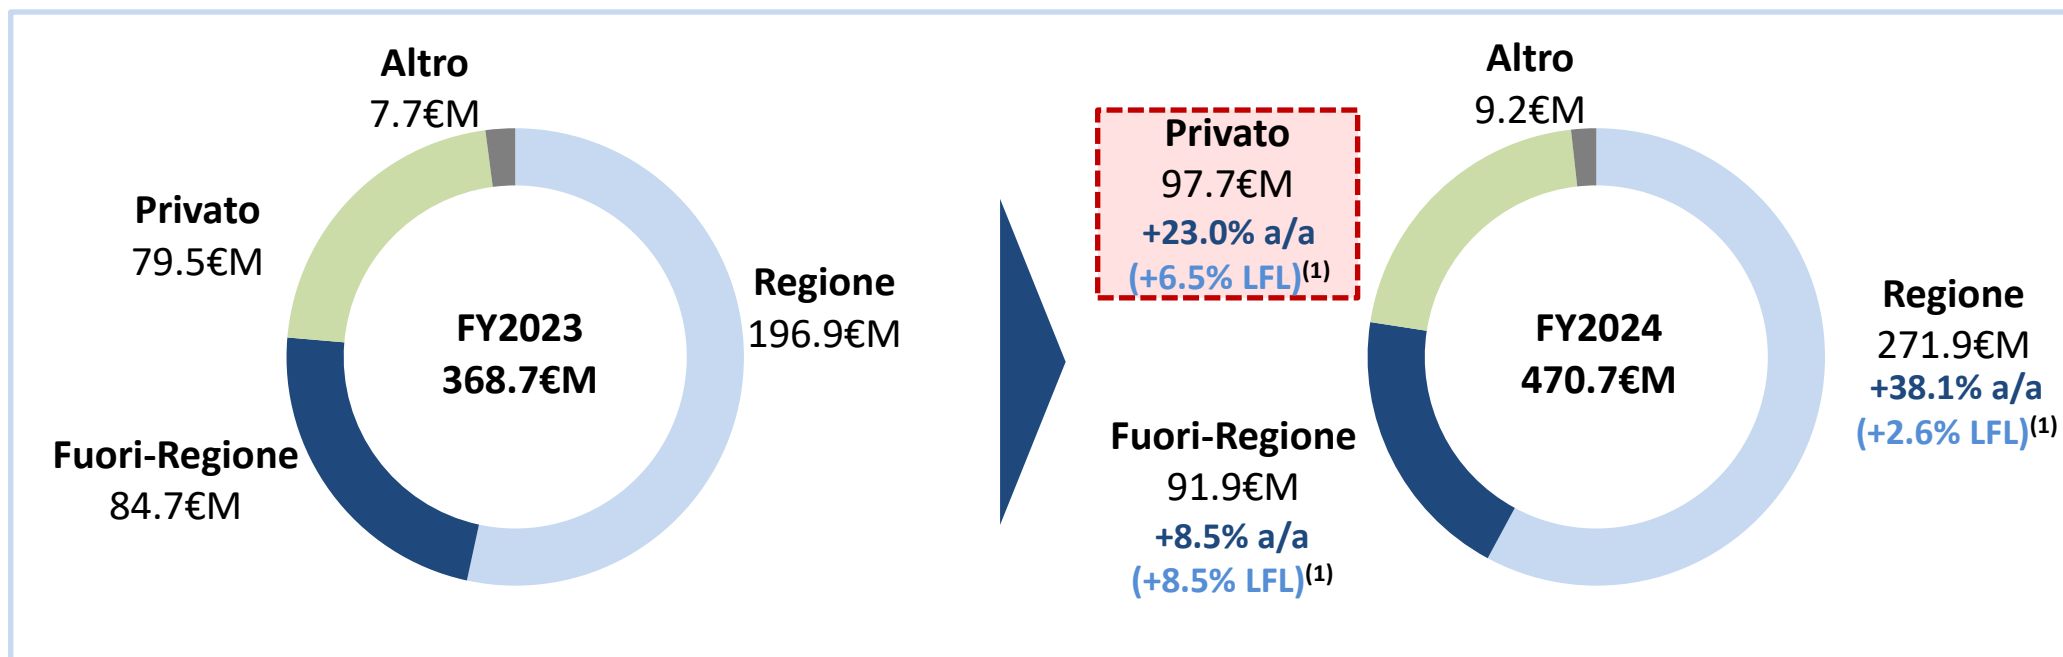 Altro
7.7€M
Privato
79.5€M
FY2023
368.7€M
Regione
196.9€M
Fuori-Regione
84.7€M
Altro
9.2€M
Privato
97.7€M
+23.0% a/a
(+6.5% LFL)(1)
FY2024
470.7€M
Regione
271.9€M
+38.1% a/a
(+2.6% LFL)(1)
Fuori-Regione
91.9€M
+8.5% a/a
(+8.5% LFL)(1)